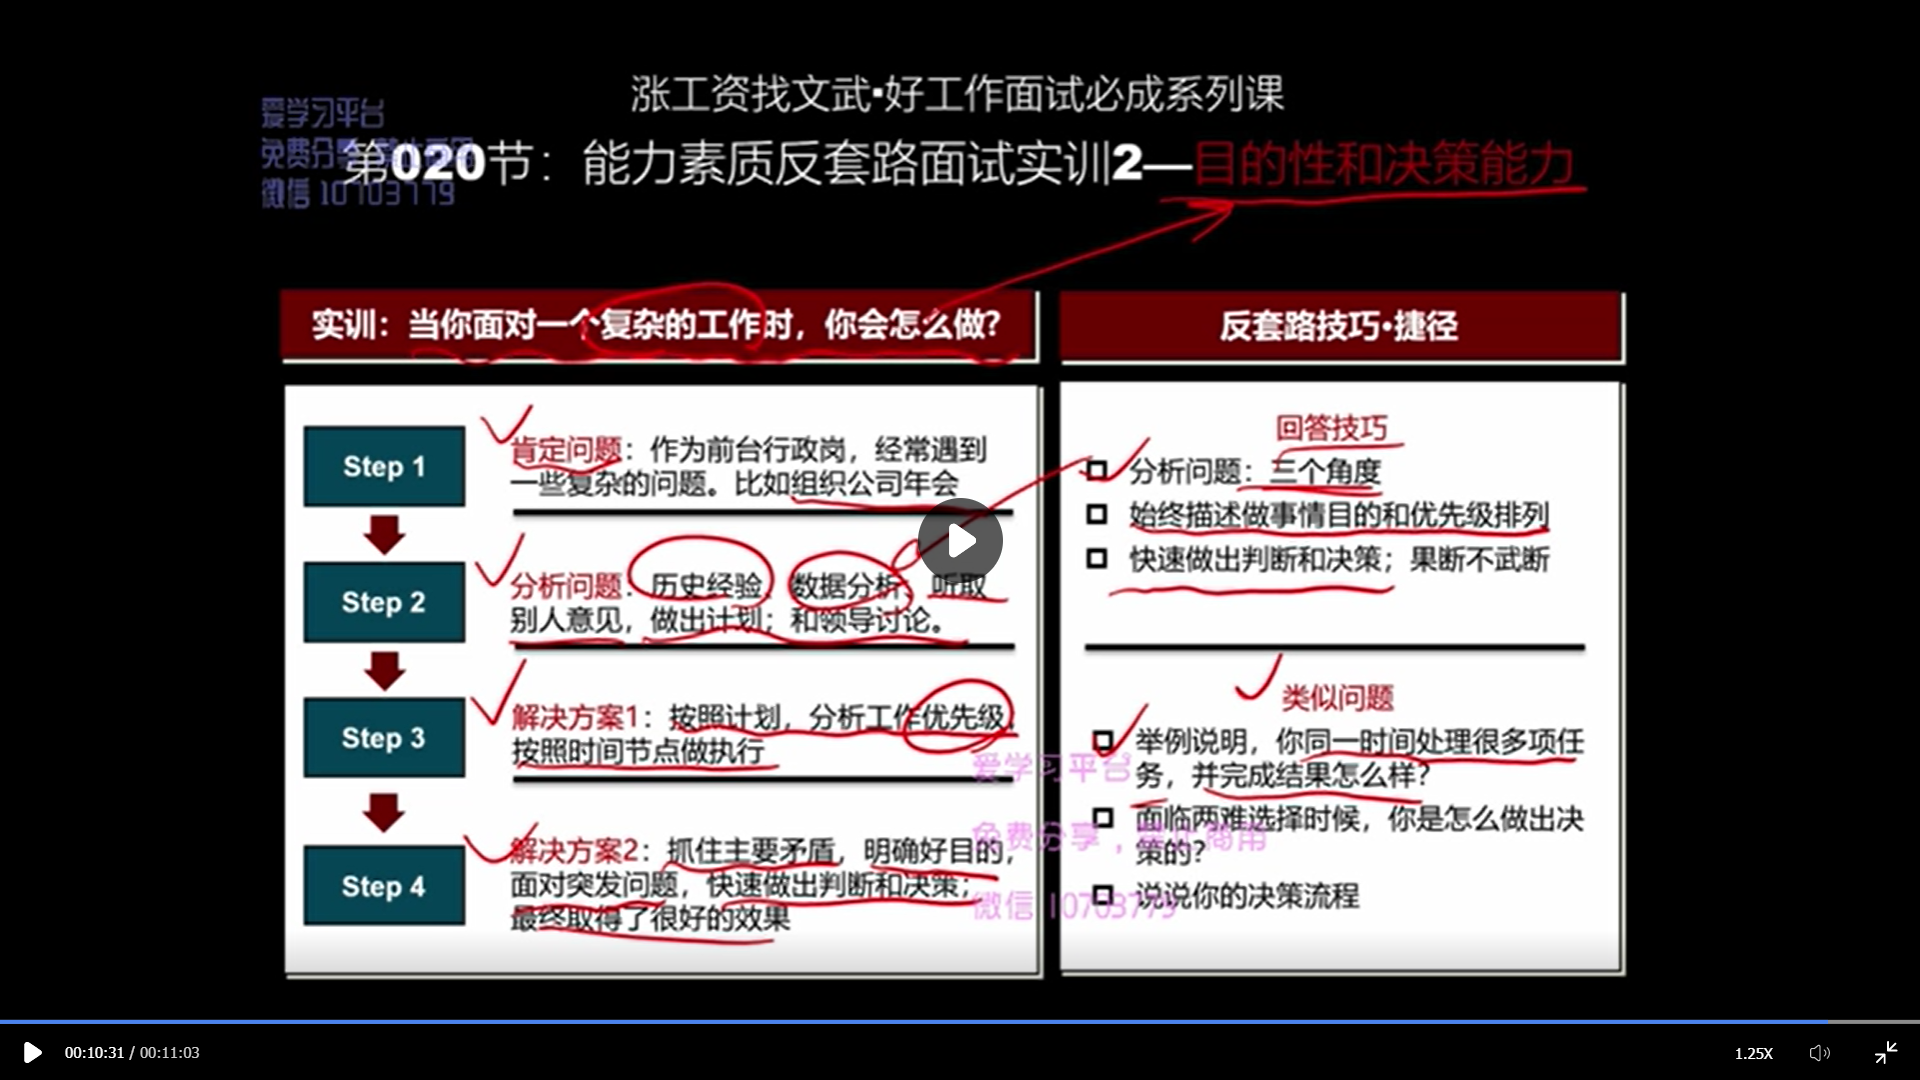 涨工资找文武•好工作面试必成系列课
爱学习平台
第020节：能力素质反套路面试实训2—目的性和决策能力
微信 10703779
实训：当你面对一个复杂的工作时，你会怎么做？
反套路技巧•捷径
Step 1
肯定问题：作为前台行政岗，经常遇到
一些复杂的问题。比如组织公司年会
Step 2
分析问题：历史经验、数据分析、听取
别人意见，做出计划；和领导讨论。
Step 3
解决方案1：按照计划，分析工作优先级，
按照时间节点做执行
Step 4
解决方案2：抓住主要矛盾，明确好目的，
面对突发问题，快速做出判断和决策；
最终取得了很好的效果
回答技巧
分析问题：三个角度
始终描述做事情目的和优先级排列
快速做出判断和决策；果断不武断
类似问题
举例说明，你同一时间处理很多项任
务，并完成结果怎么样？
面临两难选择时候，你是怎么做出决
策的？
说说你的决策流程
爱学习平台
免费分享，禁止商用
微信 10703779
00:10:31 / 00:11:03
1.25X